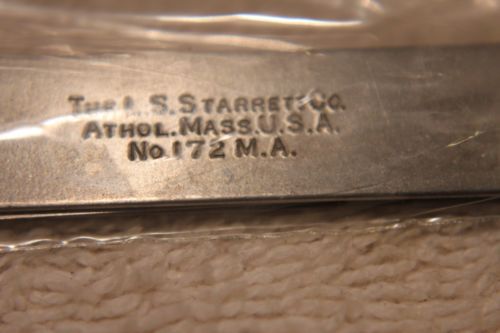 The L.S. Starrett Co.
Athol. Mass. U.S.A.
No. 172 M.A.